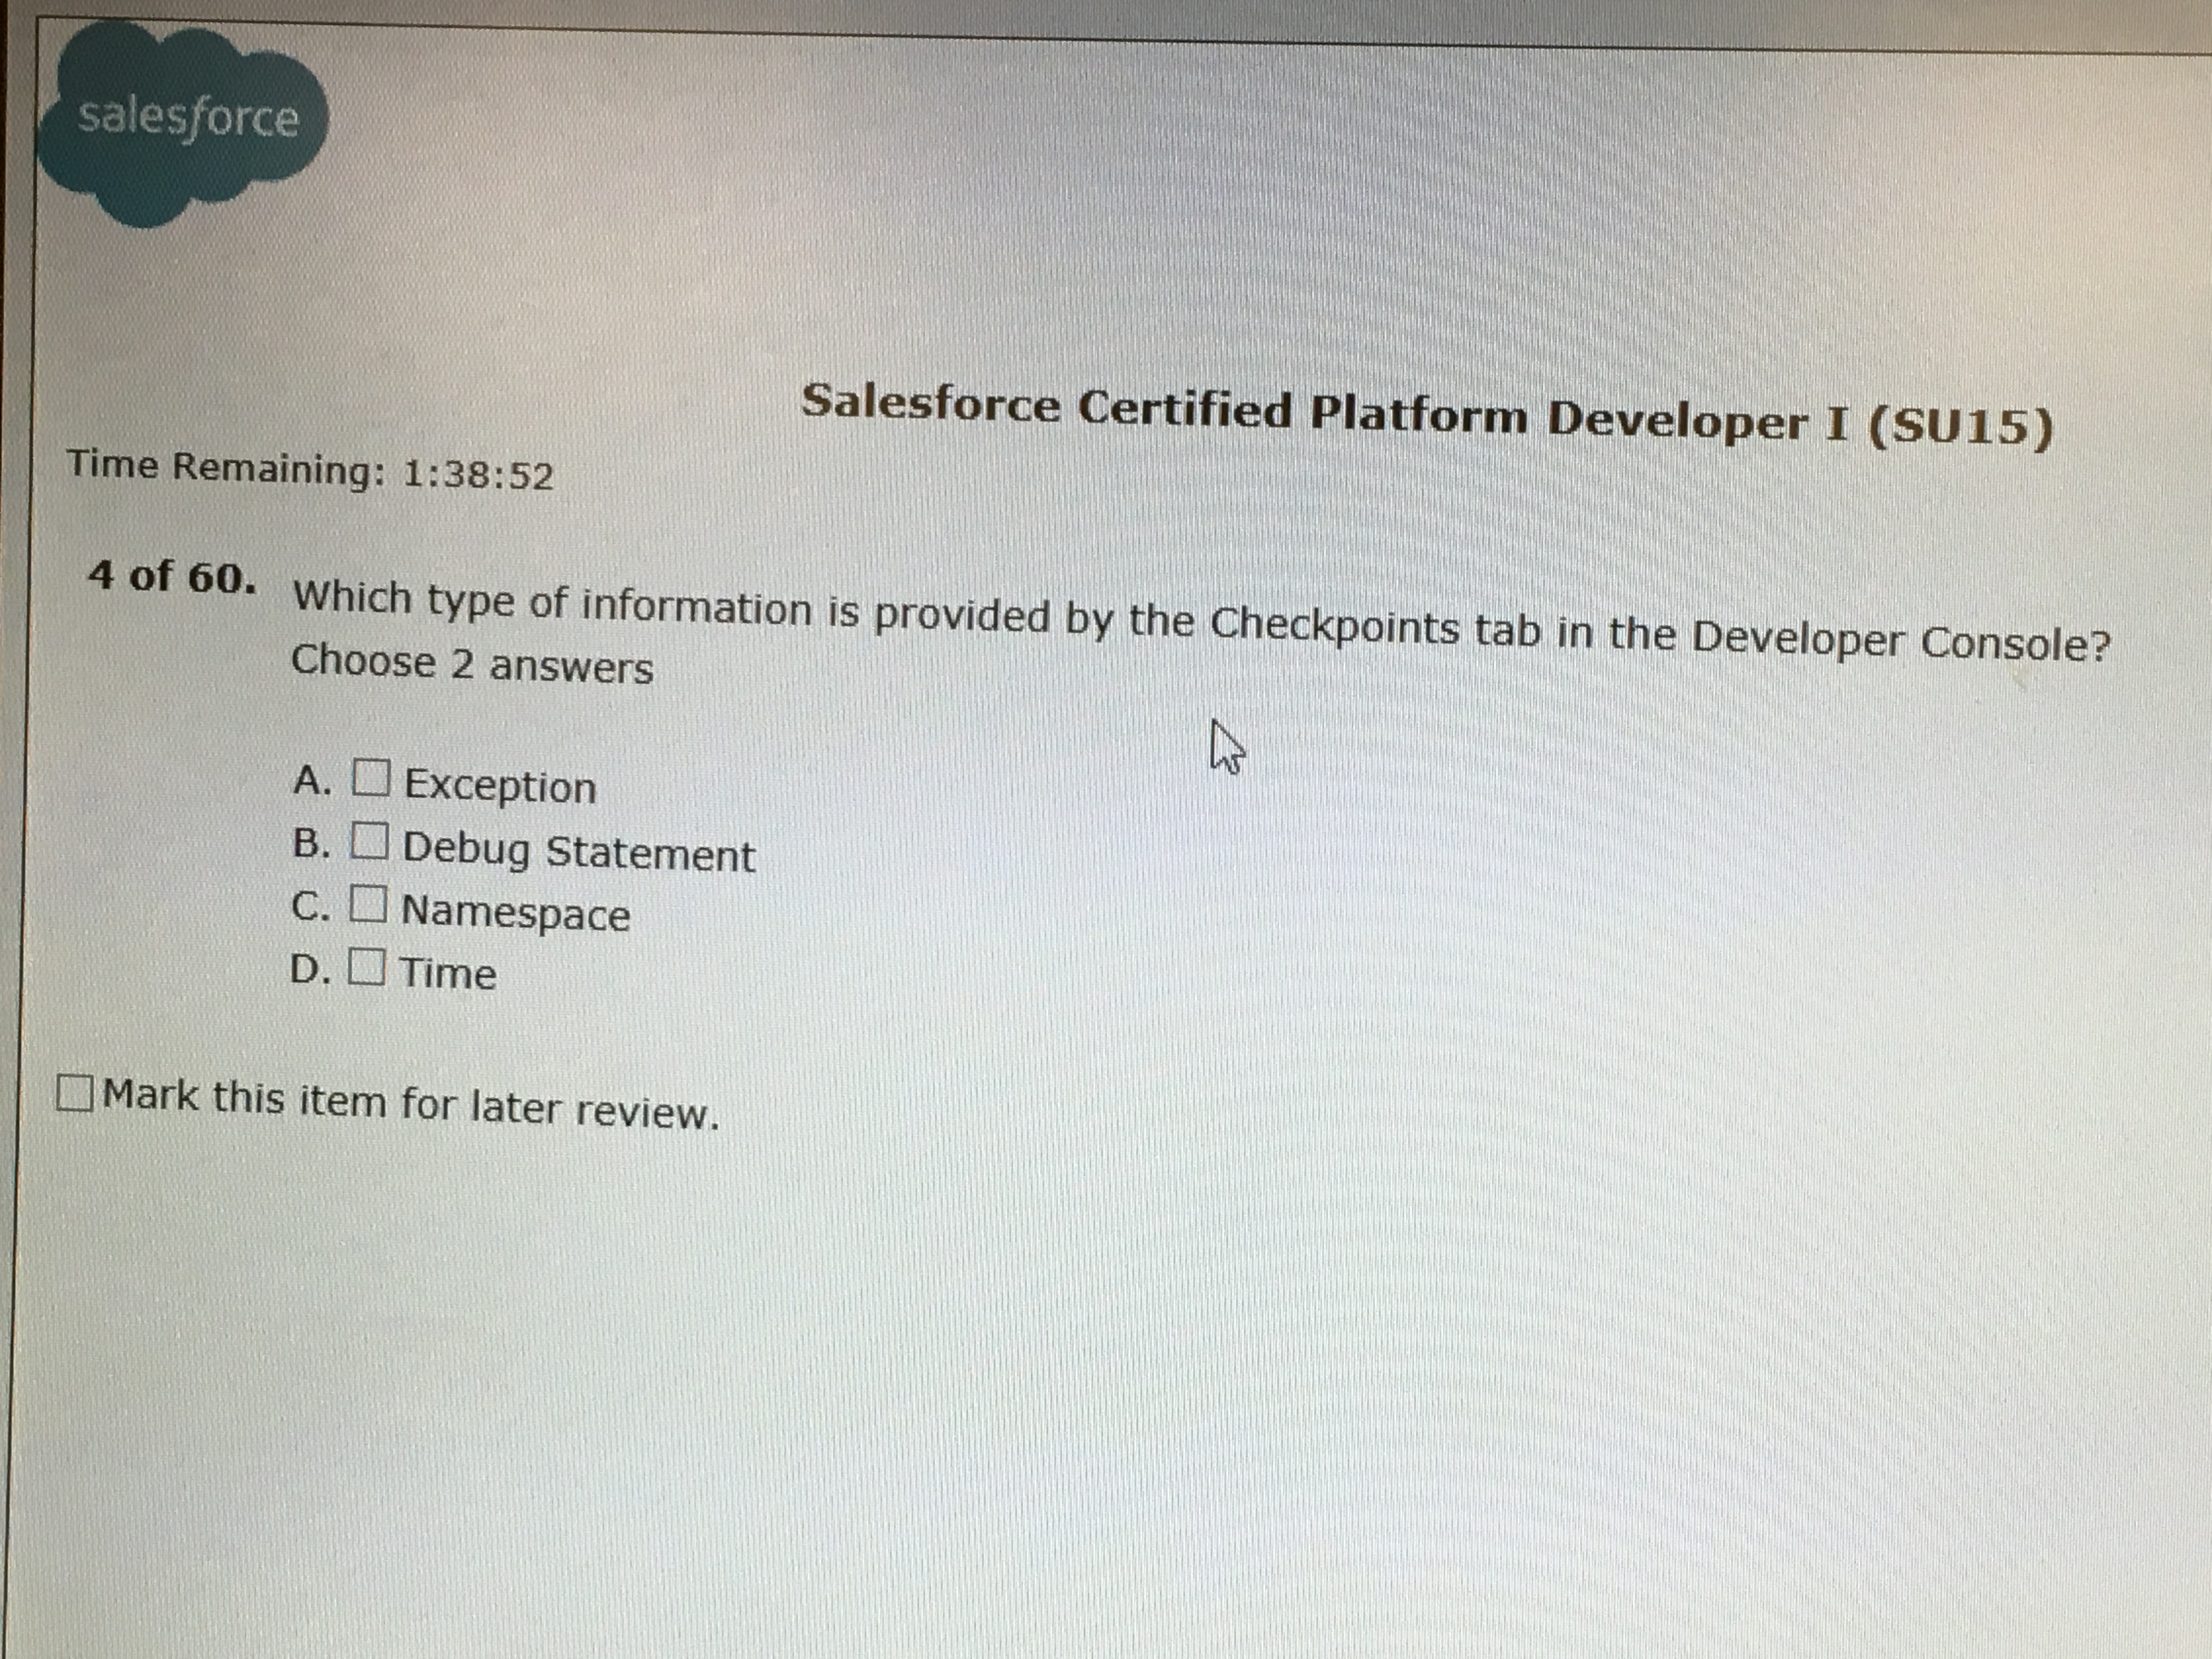 salesforce
Salesforce Certified Platform Developer I (SU15)
Time Remaining: 1:38:52
4 of 60. Which type of information is provided by the Checkpoints tab in the Developer Console?
Choose 2 answers
A. Exception
B. Debug Statement
C. Namespace
D. Time
Mark this item for later review.